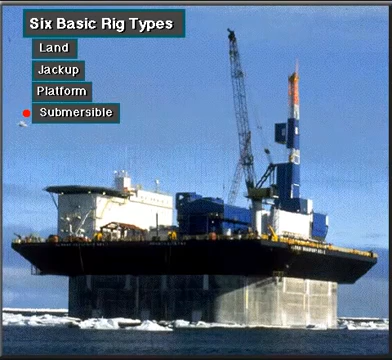 Six Basic Rig Types
Land
Jackup
Platform
Submersible